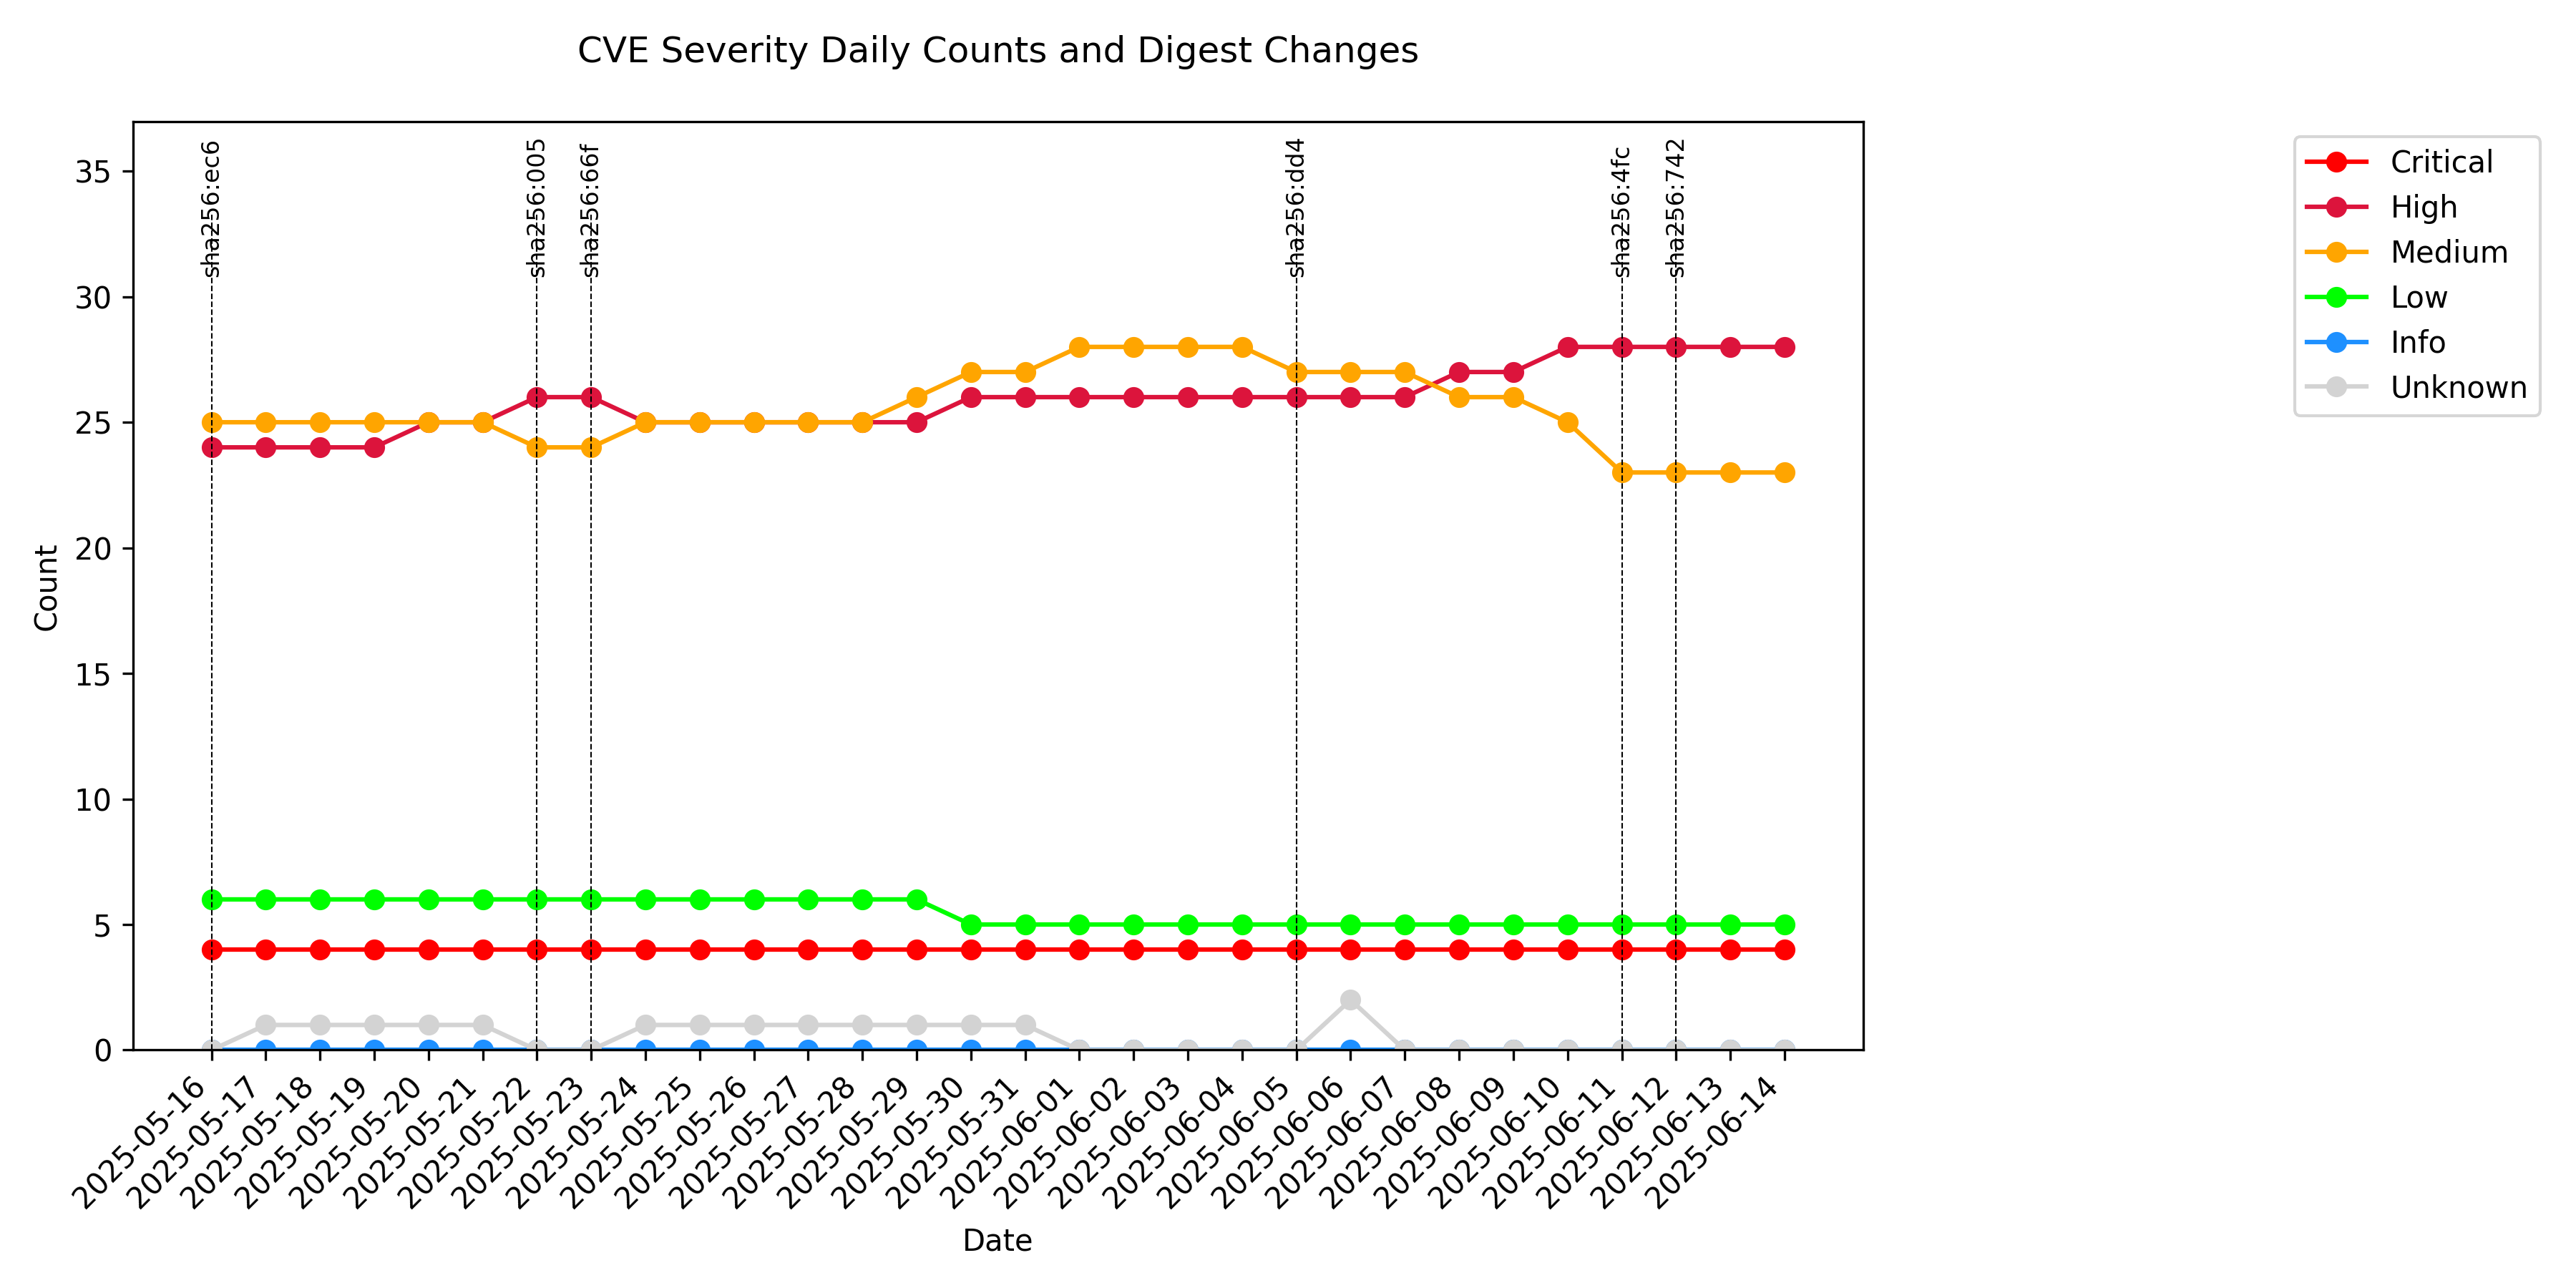 CVE Severity Daily Counts and Digest Changes
sha256:ec6
sha256:005
sha256:66f
sha256:dd4
sha256:4fc
sha256:742
Critical
High
Medium
Low
Info
Unknown
Count
35
30
25
20
15
10
5
0
2025-05-16
2025-05-17
2025-05-18
2025-05-19
2025-05-20
2025-05-21
2025-05-22
2025-05-23
2025-05-24
2025-05-25
2025-05-26
2025-05-27
2025-05-28
2025-05-29
2025-05-30
2025-05-31
2025-06-01
2025-06-02
2025-06-03
2025-06-04
2025-06-05
2025-06-06
2025-06-07
2025-06-08
2025-06-09
2025-06-10
2025-06-11
2025-06-12
2025-06-13
2025-06-14
Date